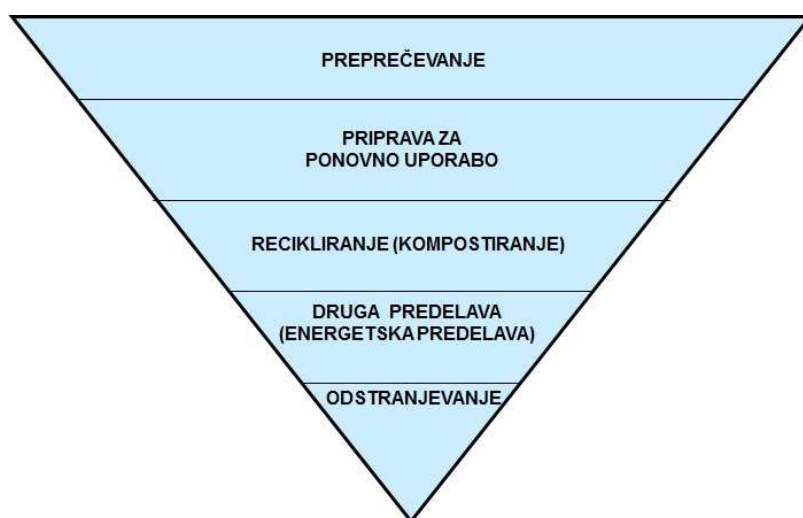 PREPREČEVANJE
PRIPRAVA ZA
PONOVNO UPORABO
RECIKLIRANJE (KOMPOSTIRANJE)
DRUGA PREDELAVA
(ENERGETSKA PREDELAVA)
ODSTRANJEVANJE